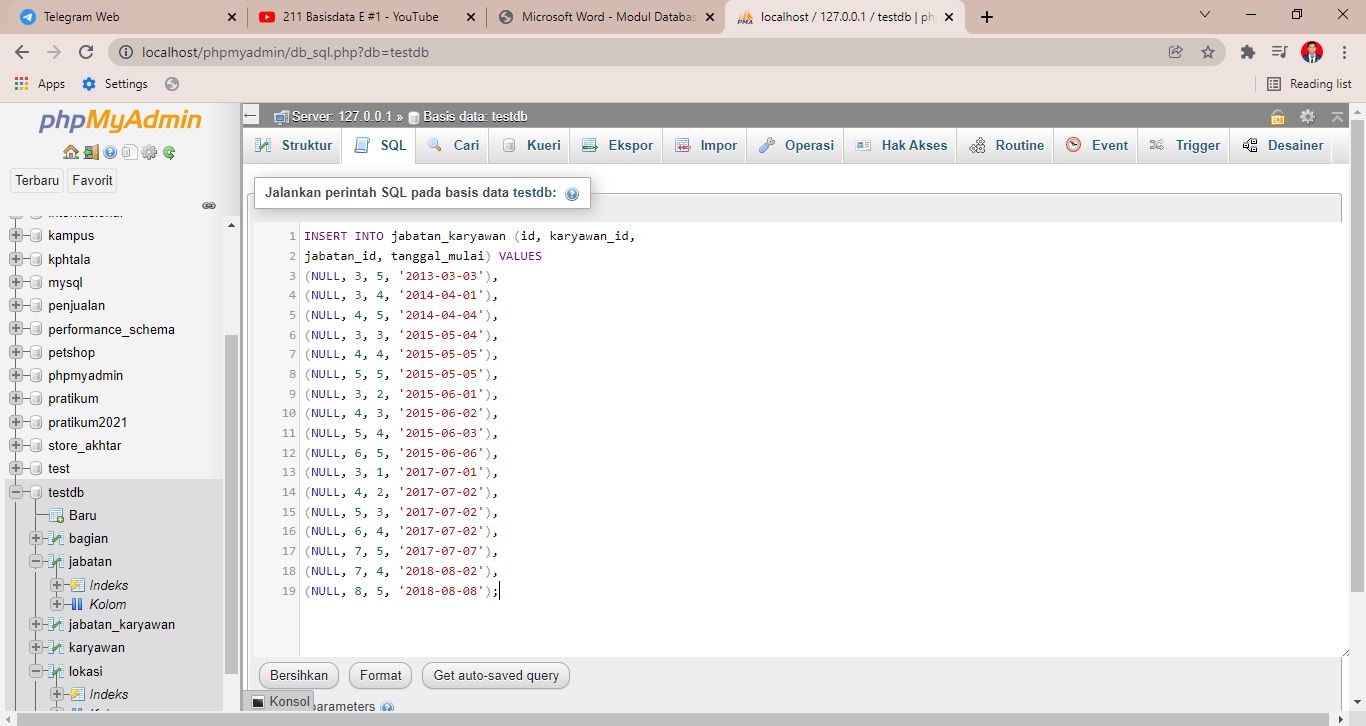 Telegram Web
211 Basisdata E #1 - YouTube
Microsoft Word - Modul Databas
localhost / 127.0.0.1 / testdb | ph
localhost/phpmyadmin/db_sql.php?db=testdb
Apps
Settings
Reading list
phpMyAdmin
Terbaru
Favorit
kampus
kphtala
mysql
penjualan
performance_schema
petshop
phpmyadmin
pratikum
pratikum2021
store_akhtar
test
testdb
Baru
bagian
jabatan
Indeks
Kolom
jabatan_karyawan
karyawan
lokasi
Indeks
Server: 127.0.0.1 » Basis data: testdb
Struktur
SQL
Cari
Kueri
Ekspor
Impor
Operasi
Hak Akses
Routine
Event
Trigger
Desainer
Jalankan perintah SQL pada basis data testdb:
1 INSERT INTO jabatan_karyawan (id, karyawan_id,
2 jabatan_id, tanggal_mulai) VALUES
3 (NULL, 3, 5, '2013-03-03'),
4 (NULL, 3, 4, '2014-04-01'),
5 (NULL, 4, 5, '2014-04-04'),
6 (NULL, 3, 3, '2015-05-04'),
7 (NULL, 4, 4, '2015-05-05'),
8 (NULL, 5, 5, '2015-05-05'),
9 (NULL, 3, 2, '2015-06-01'),
10 (NULL, 4, 3, '2015-06-02'),
11 (NULL, 5, 4, '2015-06-03'),
12 (NULL, 6, 5, '2015-06-06'),
13 (NULL, 3, 1, '2017-07-01'),
14 (NULL, 4, 2, '2017-07-02'),
15 (NULL, 5, 3, '2017-07-02'),
16 (NULL, 6, 4, '2017-07-02'),
17 (NULL, 7, 5, '2017-07-07'),
18 (NULL, 7, 4, '2018-08-02'),
19 (NULL, 8, 5, '2018-08-08');
Bersihkan
Format
Get auto-saved query
Konsol
parameters